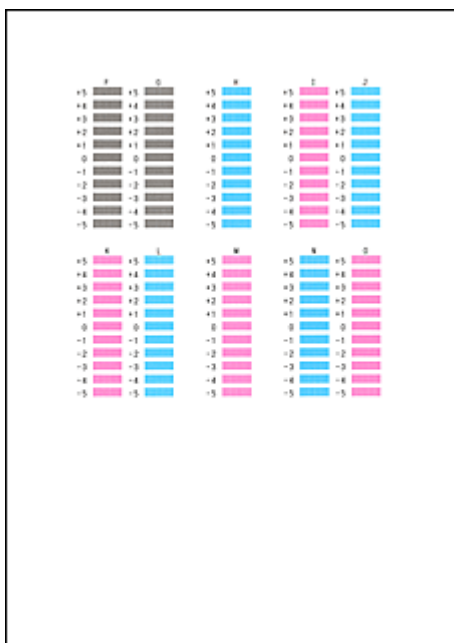 F G H I J
+5 +5 +5 +5 +5
+4 +4 +4 +4 +4
+3 +3 +3 +3 +3
+2 +2 +2 +2 +2
+1 +1 +1 +1 +1
0 0 0 0 0
-1 -1 -1 -1 -1
-2 -2 -2 -2 -2
-3 -3 -3 -3 -3
-4 -4 -4 -4 -4
-5 -5 -5 -5 -5
K L M N O
+5 +5 +5 +5 +5
+4 +4 +4 +4 +4
+3 +3 +3 +3 +3
+2 +2 +2 +2 +2
+1 +1 +1 +1 +1
0 0 0 0 0
-1 -1 -1 -1 -1
-2 -2 -2 -2 -2
-3 -3 -3 -3 -3
-4 -4 -4 -4 -4
-5 -5 -5 -5 -5